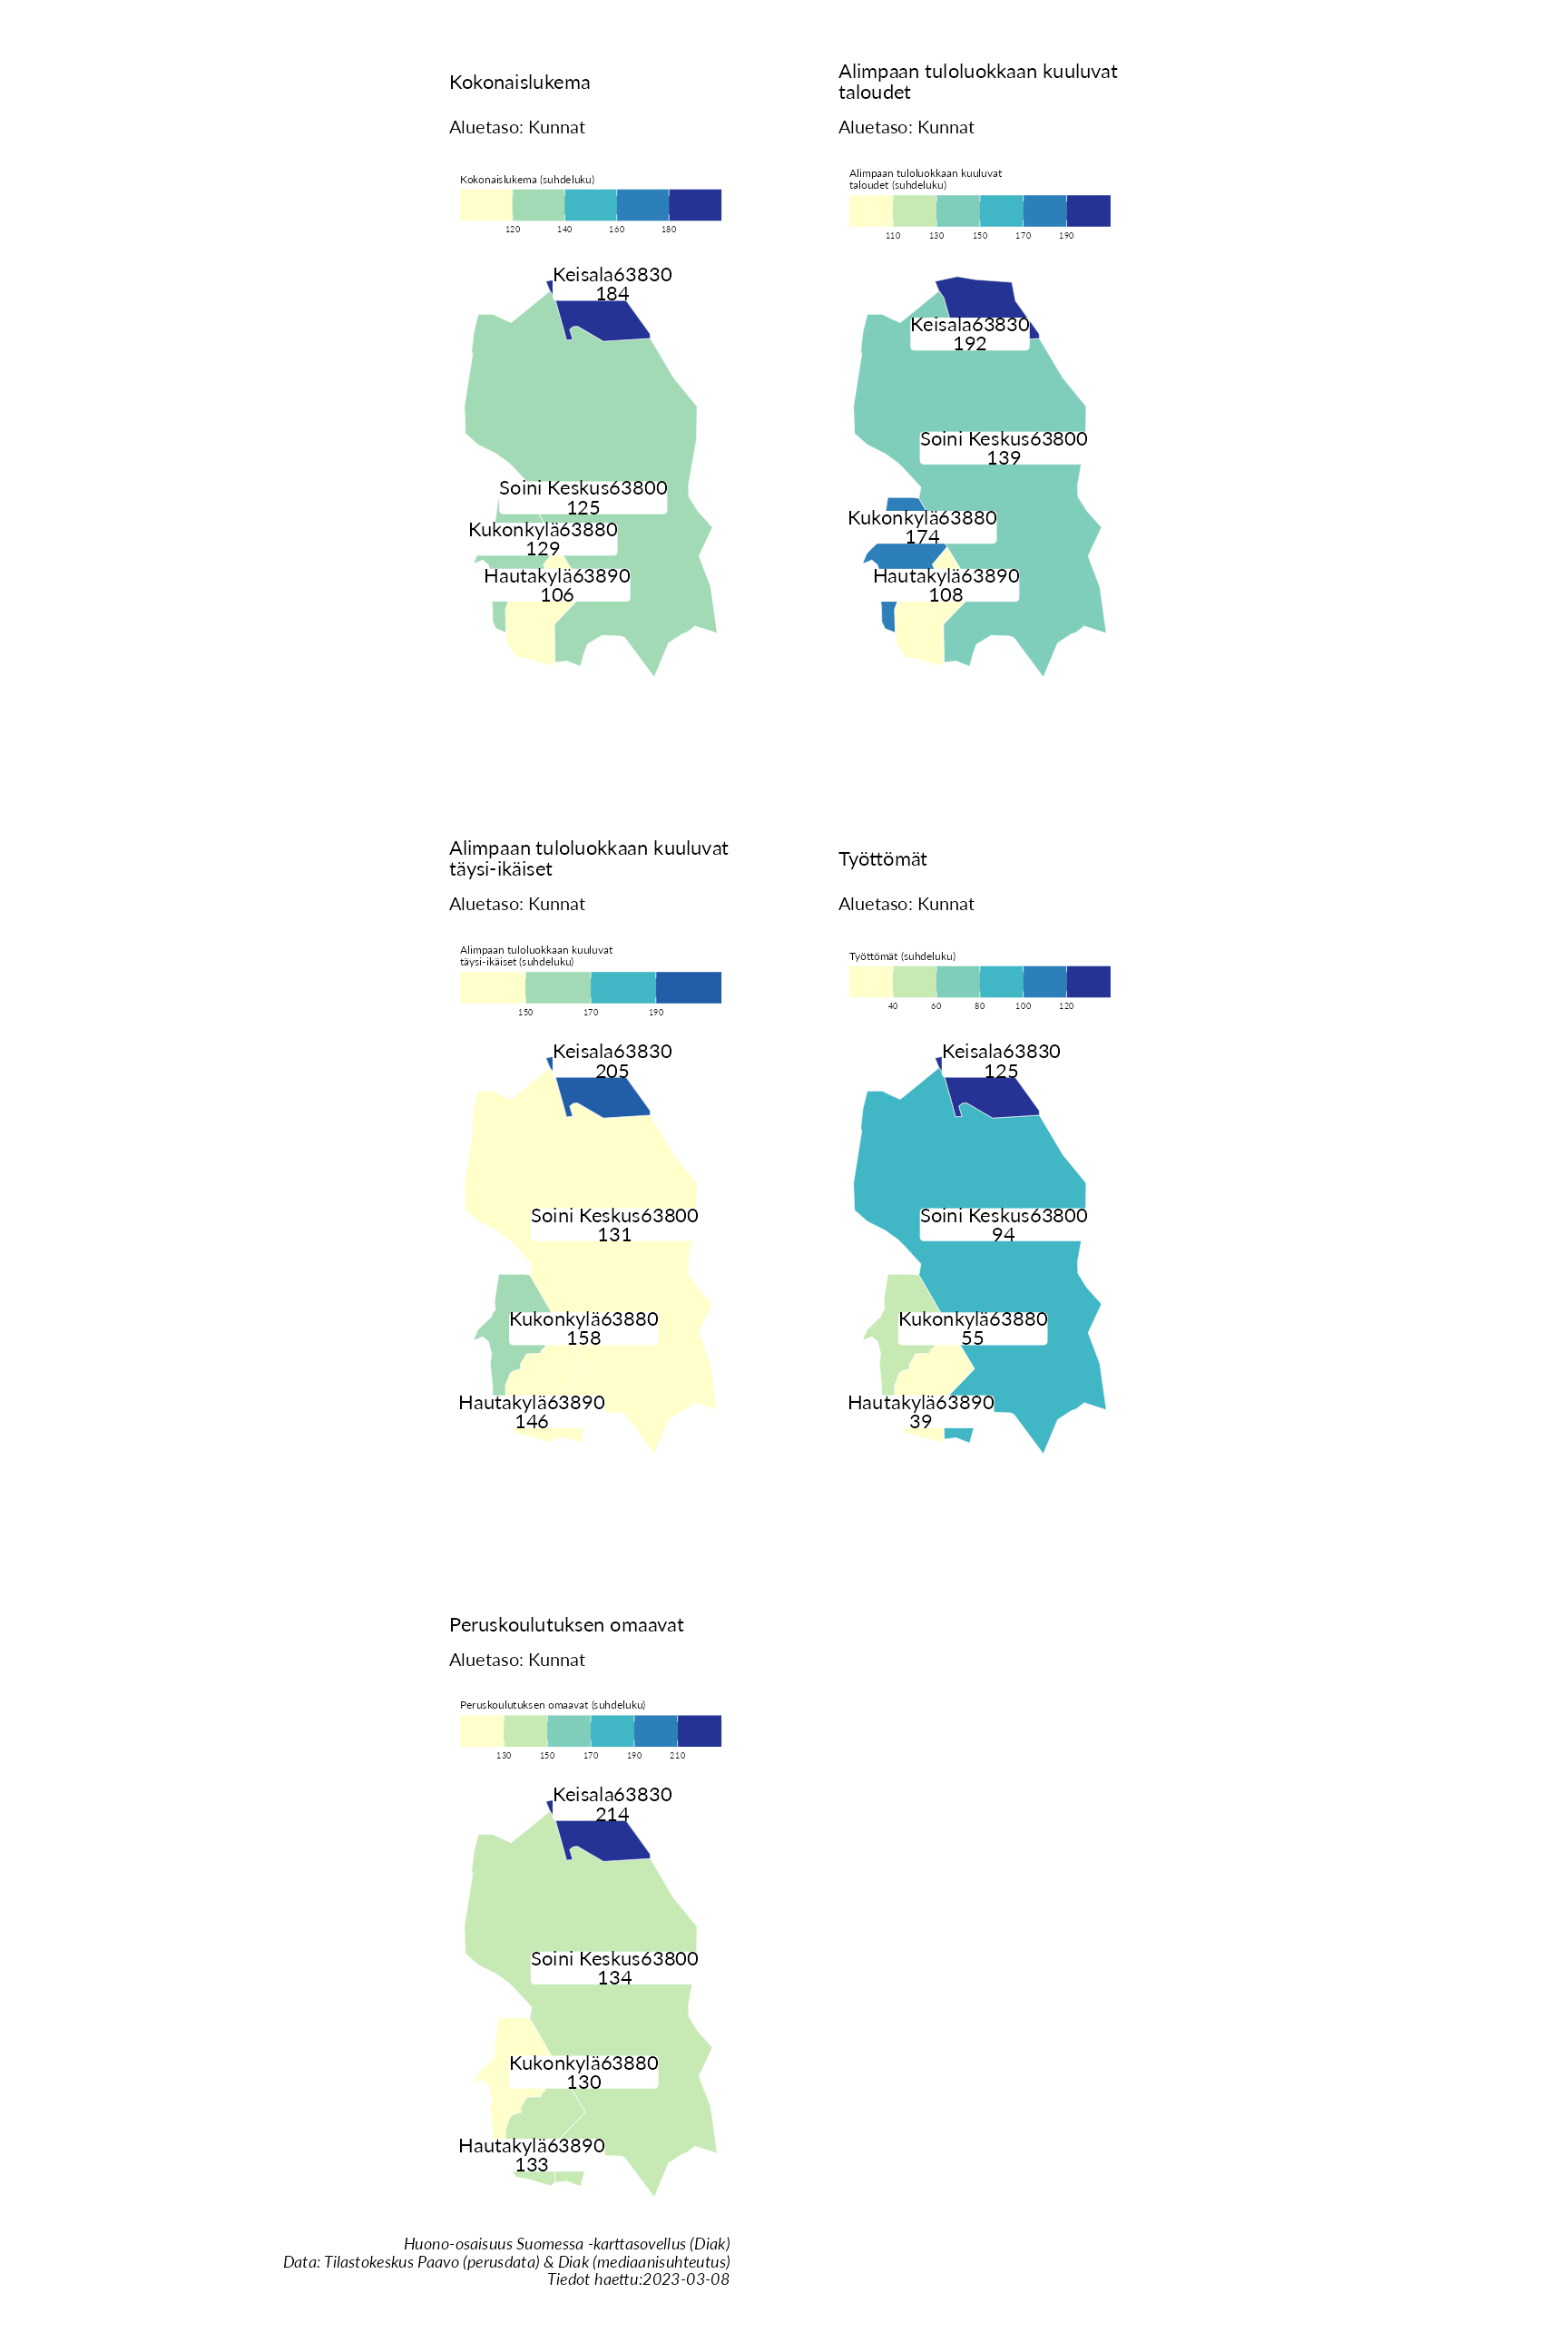 Kokonaislukema
Aluetaso: Kunnat
Kokonaislukema (suhdeluku)
120 140 160 180
Keisala63830
184
Soini Keskus63800
125
Kukonkylä63880
129
Hautakylä63890
106
Alimpaan tuloluokkaan kuuluvat
taloudet
Aluetaso: Kunnat
Alimpaan tuloluokkaan kuuluvat
taloudet (suhdeluku)
110 130 150 170 190
Keisala63830
192
Soini Keskus63800
139
Kukonkylä63880
174
Hautakylä63890
108
Alimpaan tuloluokkaan kuuluvat
täysi-ikäiset
Aluetaso: Kunnat
Alimpaan tuloluokkaan kuuluvat
täysi-ikäiset (suhdeluku)
150 170 190
Keisala63830
205
Soini Keskus63800
131
Kukonkylä63880
158
Hautakylä63890
146
Työttömät
Aluetaso: Kunnat
Työttömät (suhdeluku)
40 60 80 100 120
Keisala63830
125
Soini Keskus63800
94
Kukonkylä63880
55
Hautakylä63890
39
Peruskoulutuksen omaavat
Aluetaso: Kunnat
Peruskoulutuksen omaavat (suhdeluku)
130 150 170 190 210
Keisala63830
214
Soini Keskus63800
134
Kukonkylä63880
130
Hautakylä63890
133
Huono-osaisuus Suomessa -karttasovellus (Diak)
Data: Tilastokeskus Paavo (perusdata) & Diak (mediaanisuhteutus)
Tiedot haettu:2023-03-08